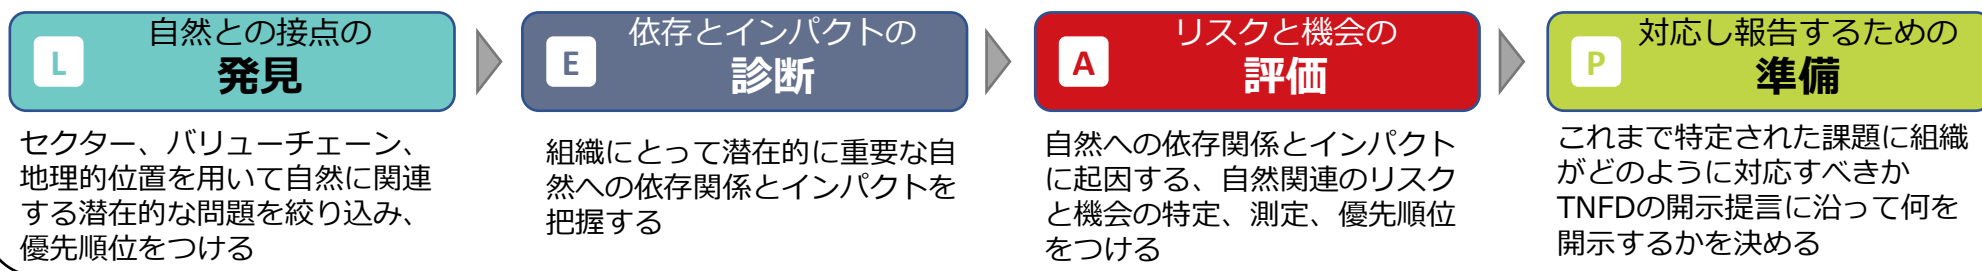 L
自然との接点の
発見
セクター、バリューチェーン、
地理的位置を用いて自然に関連
する潜在的な問題を絞り込み、
優先順位をつける
E
依存とインパクトの
診断
組織にとって潜在的に重要な自
然への依存関係とインパクトを
把握する
A
リスクと機会の
評価
自然への依存関係とインパクト
に起因する、自然関連のリスク
と機会の特定、測定、優先順位
をつける
P
対応し報告するための
準備
これまで特定された課題に組織
がどのように対応すべきか
TNFDの開示提言に沿って何を
開示するかを決める